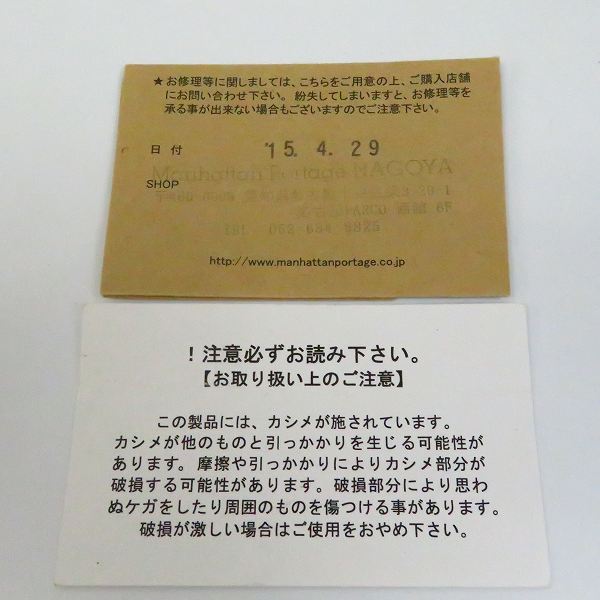 ★お修理等に関しましては、こちらをご用意の上、ご購入店舗
にお問い合わせ下さい。紛失してしまいますと、お修理等を
承る事が出来ない場合もございますのでご注意下さい。
日 付 '15. 4. 29
Manhattan Portage NAGOYA
SHOP
PARCO 西館 6F
TEL 052
http://www.manhattanportage.co.jp
！注意必ずお読み下さい。
【お取り扱い上のご注意】
この製品には、カシメが施されています。
カシメが他のものと引っかかりを生じる可能性が
あります。摩擦や引っかかりによりカシメ部分が
破損する可能性があります。破損部分により思わ
ぬケガをしたり周囲のものを傷つける事があります。
破損が激しい場合はご使用をおやめ下さい。